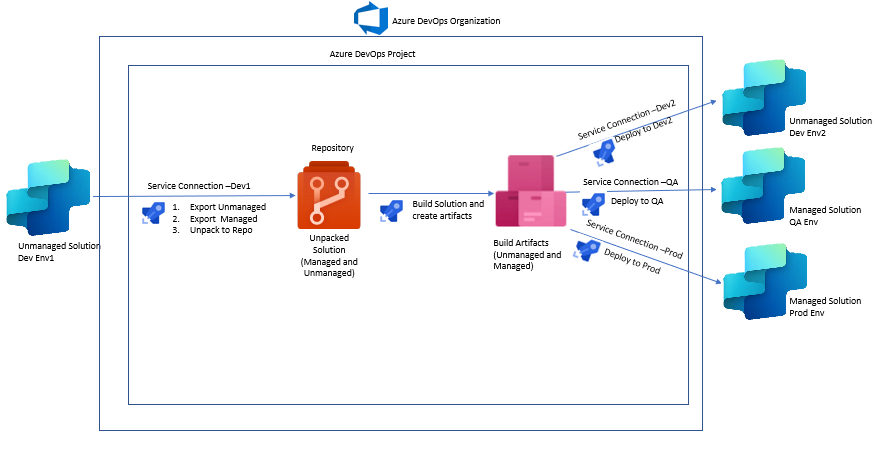 Azure DevOps Organization
Azure DevOps Project
Unmanaged Solution
Dev Env1
Service Connection –Dev1
1. Export Unmanaged
2. Export Managed
3. Unpack to Repo
Repository
Unpacked
Solution
(Managed and
Unmanaged)
Build Solution and
create artifacts
Build Artifacts
(Unmanaged and
Managed)
Service Connection –Dev2
Deploy to Dev2
Service Connection –QA
Deploy to QA
Service Connection –Prod
Deploy to Prod
Unmanaged Solution
Dev Env2
Managed Solution
QA Env
Managed Solution
Prod Env